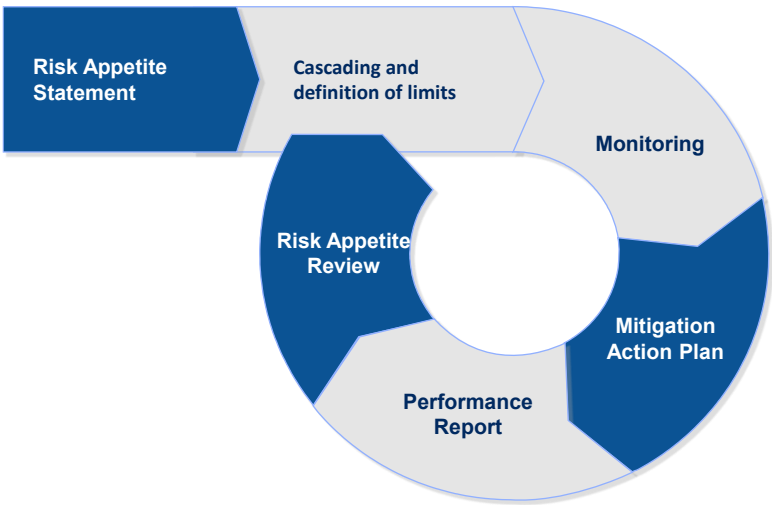 Risk Appetite
Statement
Cascading and
definition of limits
Monitoring
Mitigation
Action Plan
Performance
Report
Risk Appetite
Review